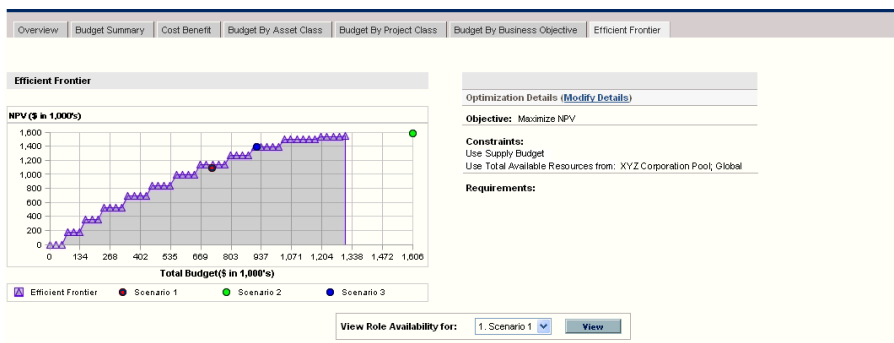 Overview Budget Summary Cost Benefit Budget By Asset Class Budget By Project Class Budget By Business Objective Efficient Frontier
Efficient Frontier
NPV ($ in 1,000's)
1,600
1,400
1,200
1,000
800
600
400
200
0
0 134 268 402 535 669 803 937 1,071 1,204 1,338 1,472 1,606
Total Budget($ in 1,000's)
Efficient Frontier Scenario 1 Scenario 2 Scenario 3
Optimization Details (Modify Details)
Objective: Maximize NPV
Constraints:
Use Supply Budget
Use Total Available Resources from: XYZ Corporation Pool; Global
Requirements:
View Role Availability for: 1. Scenario 1 View